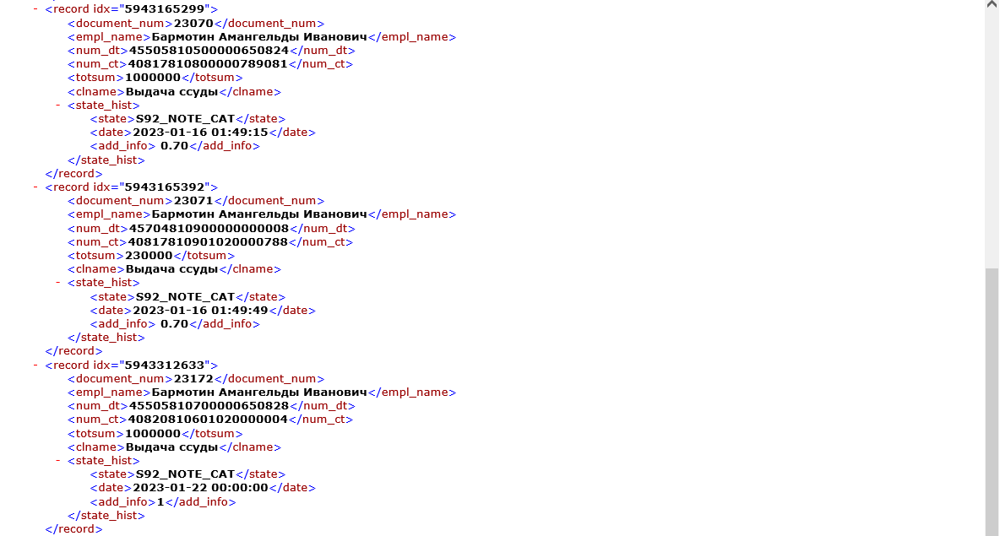 - <record idx="5943165299">
<document_num>23070</document_num>
<empl_name>Бармотин Амангельды Иванович</empl_name>
<num_dt>45505810500000650824</num_dt>
<num_ct>40817810800000789081</num_ct>
<totsum>1000000</totsum>
<clname>Выдача ссуды</clname>
- <state_hist>
<state>S92_NOTE_CAT</state>
<date>2023-01-16 01:49:15</date>
<add_info> 0.70</add_info>
</state_hist>
</record>
- <record idx="5943165392">
<document_num>23071</document_num>
<empl_name>Бармотин Амангельды Иванович</empl_name>
<num_dt>45704810900000000008</num_dt>
<num_ct>40817810901020000788</num_ct>
<totsum>230000</totsum>
<clname>Выдача ссуды</clname>
- <state_hist>
<state>S92_NOTE_CAT</state>
<date>2023-01-16 01:49:49</date>
<add_info> 0.70</add_info>
</state_hist>
</record>
- <record idx="5943312633">
<document_num>23172</document_num>
<empl_name>Бармотин Амангельды Иванович</empl_name>
<num_dt>45505810700000650828</num_dt>
<num_ct>40820810601020000004</num_ct>
<totsum>1000000</totsum>
<clname>Выдача ссуды</clname>
- <state_hist>
<state>S92_NOTE_CAT</state>
<date>2023-01-22 00:00:00</date>
<add_info>1</add_info>
</state_hist>
</record>